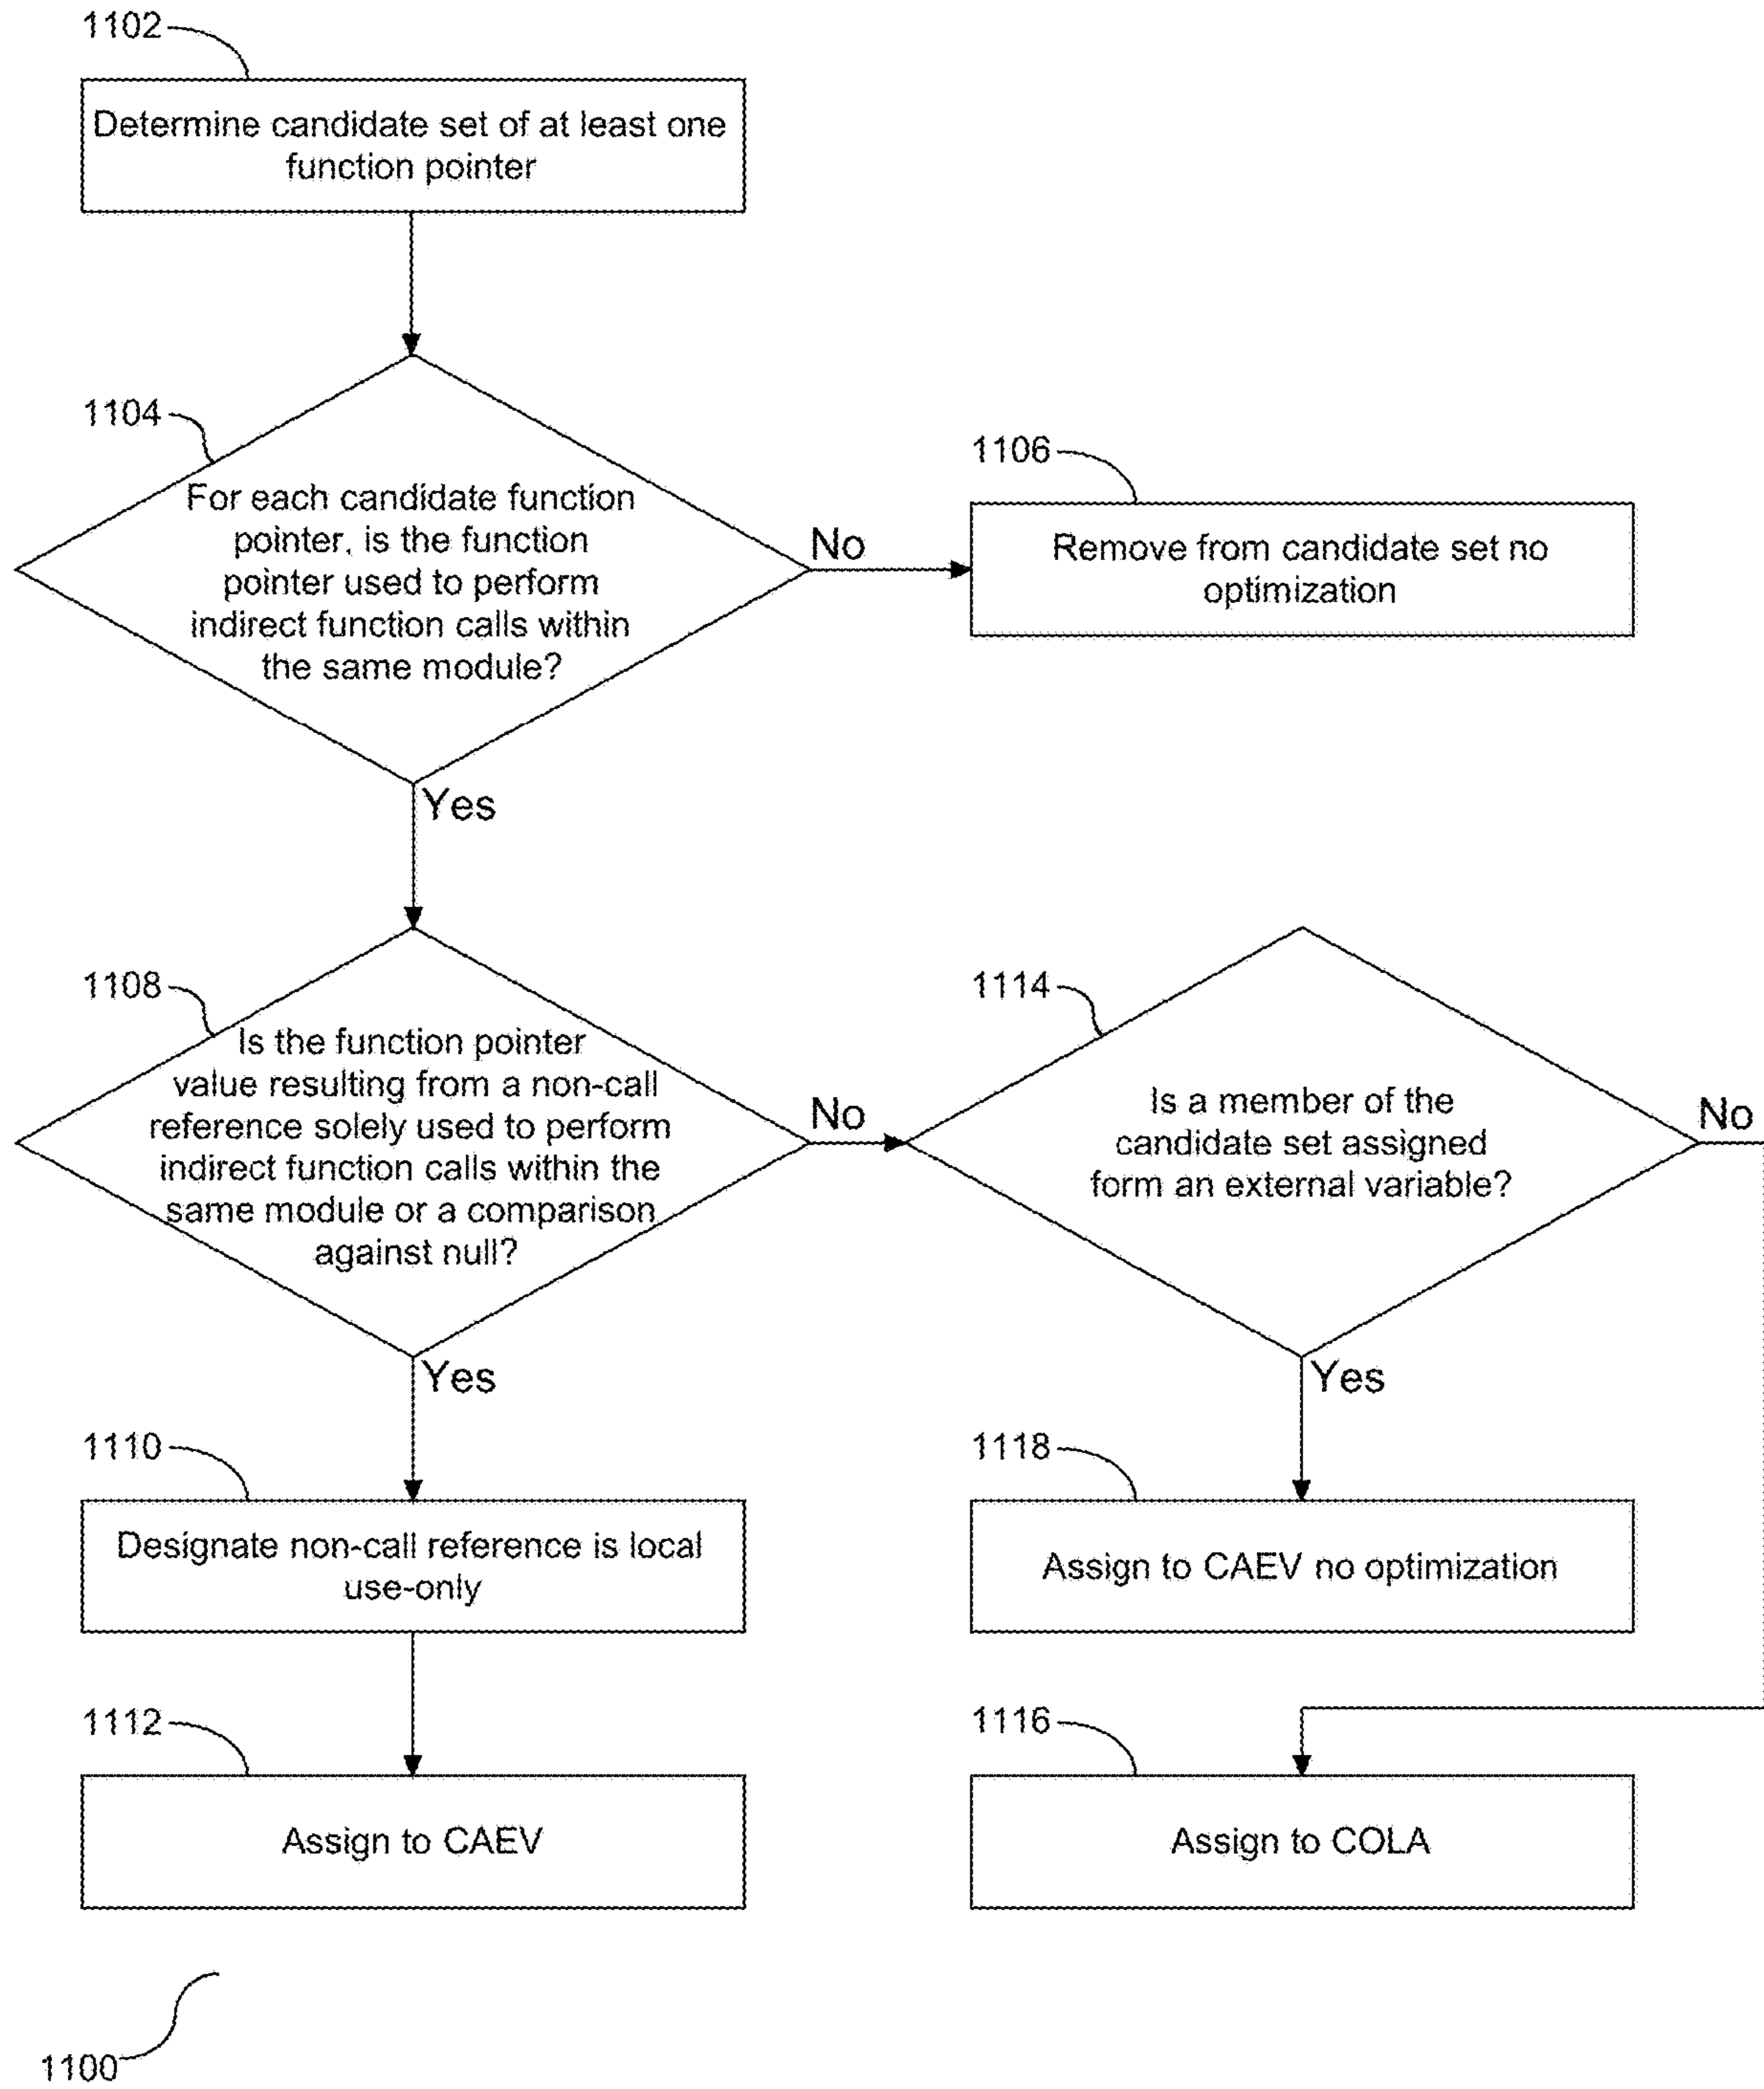 1102
Determine candidate set of at least one
function pointer
1104
For each candidate function
pointer, is the function
pointer used to perform
indirect function calls within
the same module?
No
1106
Remove from candidate set no
optimization
Yes
1108
Is the function pointer
value resulting from a non-call
reference solely used to perform
indirect function calls within the
same module or a comparison
against null?
No
1114
Is a member of the
candidate set assigned
form an external variable?
No
Yes
Yes
1110
Designate non-call reference is local
use-only
1118
Assign to CAEV no optimization
1112
Assign to CAEV
1116
Assign to COLA
1100